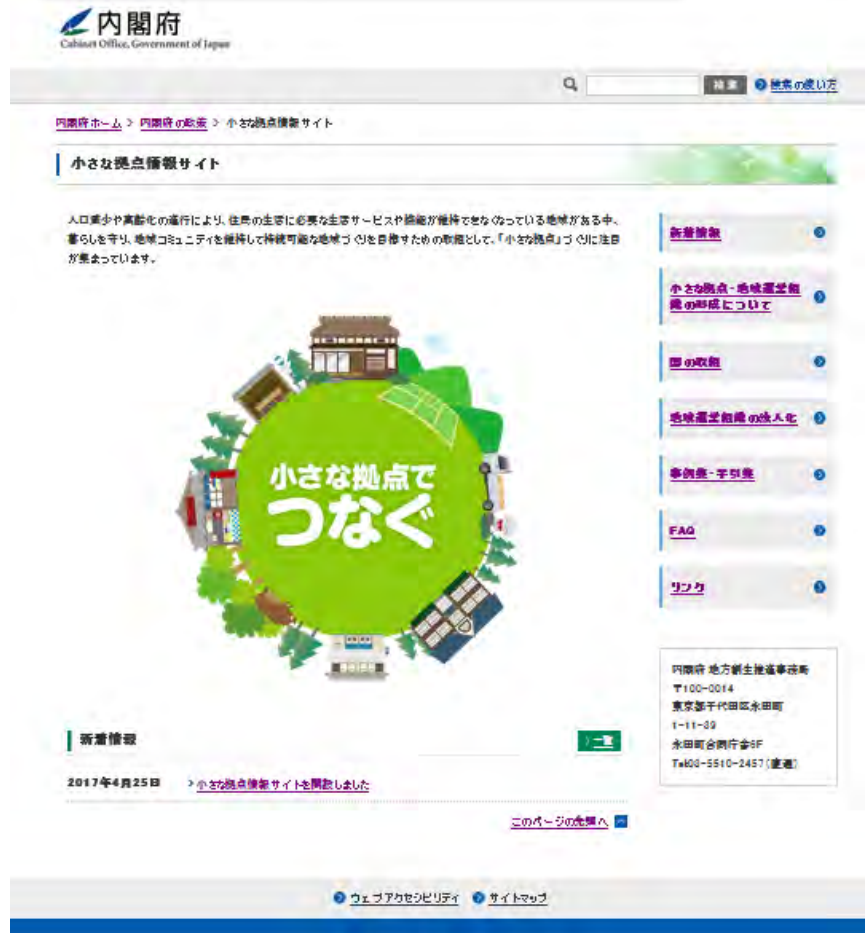 内閣府
Cabinet Office, Government of Japan
検索 検索の使い方
内閣府ホーム > 内閣府の政策 > 小さな拠点情報サイト
小さな拠点情報サイト
人口減少や高齢化の進行により、住民の生活に必要な生活サービスや機能が維持できなくなっている地域がある中、
暮らしを守り、地域コミュニティを維持して持続可能な地域づくりを目指すための取組として、「小さな拠点」づくりに注目
が集まっています。
小さな拠点で
つなぐ
新着情報
小さな拠点・地域運営組
織の形成について
国の取組
地域運営組織の法人化
事例集・手引集
FAQ
リンク
内閣府 地方創生推進事務局
〒100-0014
東京都千代田区永田町
1-11-39
永田町合同庁舎6F
Tel03-5510-2457(直通)
新着情報
一覧
2017年4月25日 小さな拠点情報サイトを開設しました
このページの先頭へ
ウェブアクセシビリティ サイトマップ